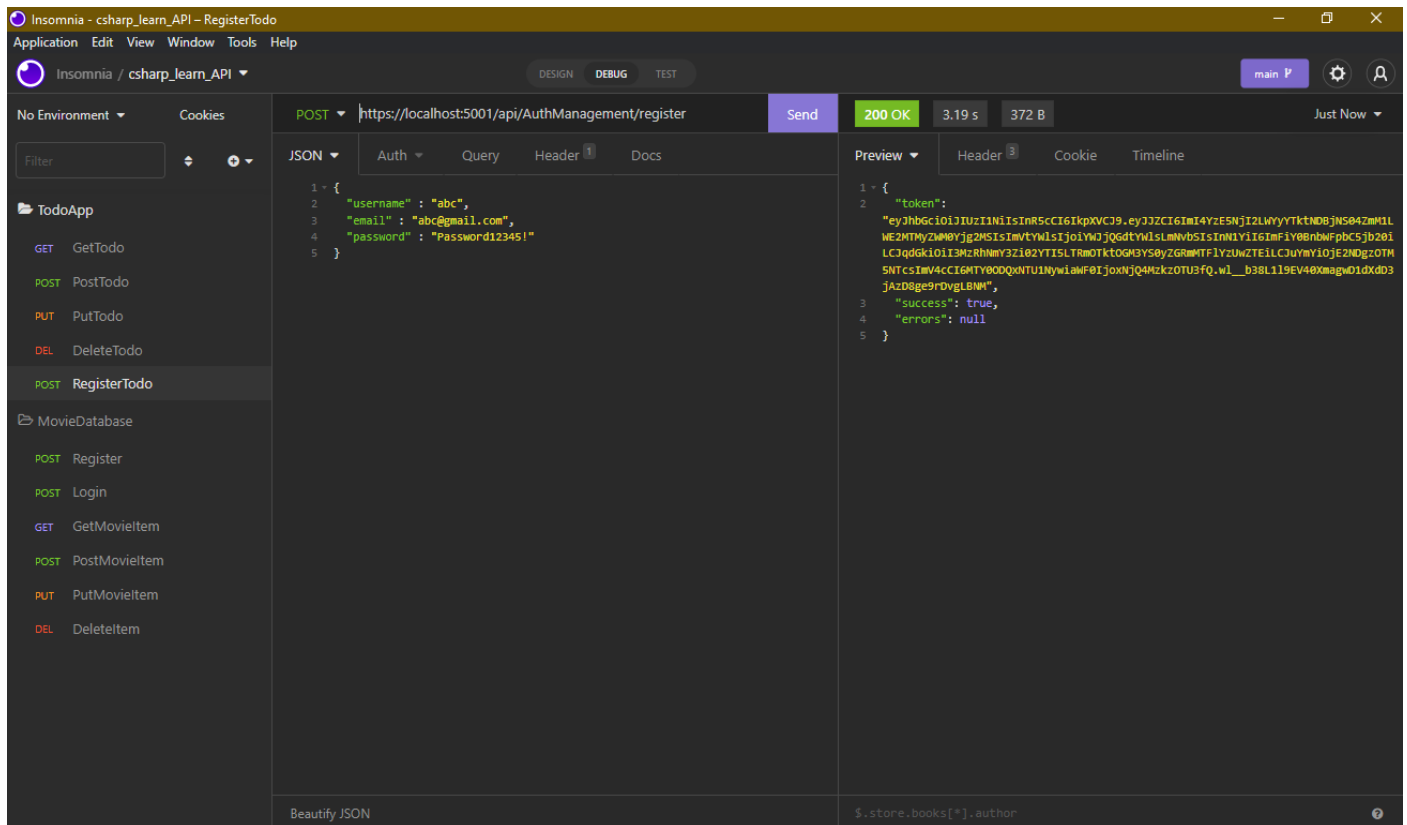 Insomnia - csharp_learn_API – RegisterTodo
Application Edit View Window Tools Help
Insomnia / csharp_learn_API
DESIGN DEBUG TEST
main
No Environment Cookies
POST https://localhost:5001/api/AuthManagement/register Send
200 OK 3.19 s 372 B Just Now
Filter
JSON Auth Query Header 1 Docs
Preview Header 3 Cookie Timeline
TodoApp
GET GetTodo
POST PostTodo
PUT PutTodo
DEL DeleteTodo
POST RegisterTodo
MovieDatabase
POST Register
POST Login
GET GetMovieItem
POST PostMovieItem
PUT PutMovieItem
DEL DeleteItem
1 {
2 "username" : "abc",
3 "email" : "abc@gmail.com",
4 "password" : "Password12345!"
5 }
1 {
2 "token":
3 "success": true,
4 "errors": null
5 }
Beautify JSON
$.store.books[*].author